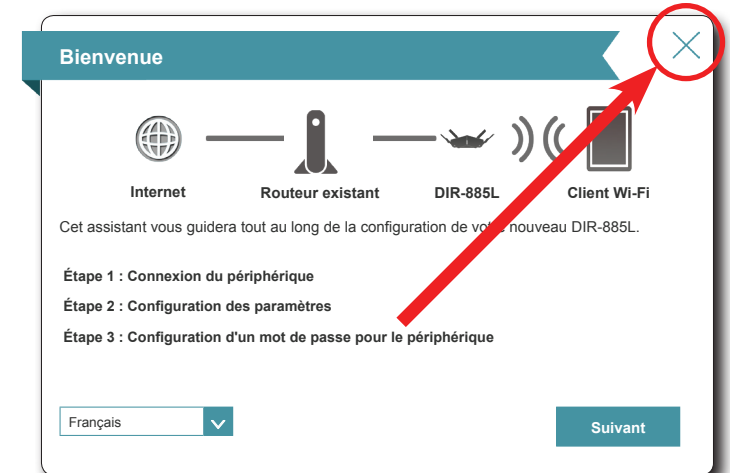 Bienvenue
Internet Routeur existant DIR-885L Client Wi-Fi
Cet assistant vous guidera tout au long de la configuration de votre nouveau DIR-885L.
Étape 1 : Connexion du périphérique
Étape 2 : Configuration des paramètres
Étape 3 : Configuration d'un mot de passe pour le périphérique
Français
Suivant